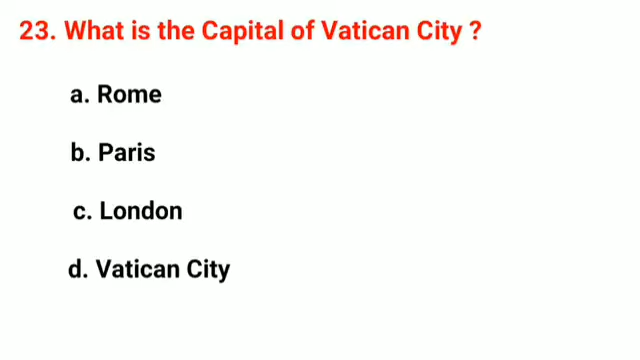 23. What is the Capital of Vatican City ?
a. Rome
b. Paris
c. London
d. Vatican City